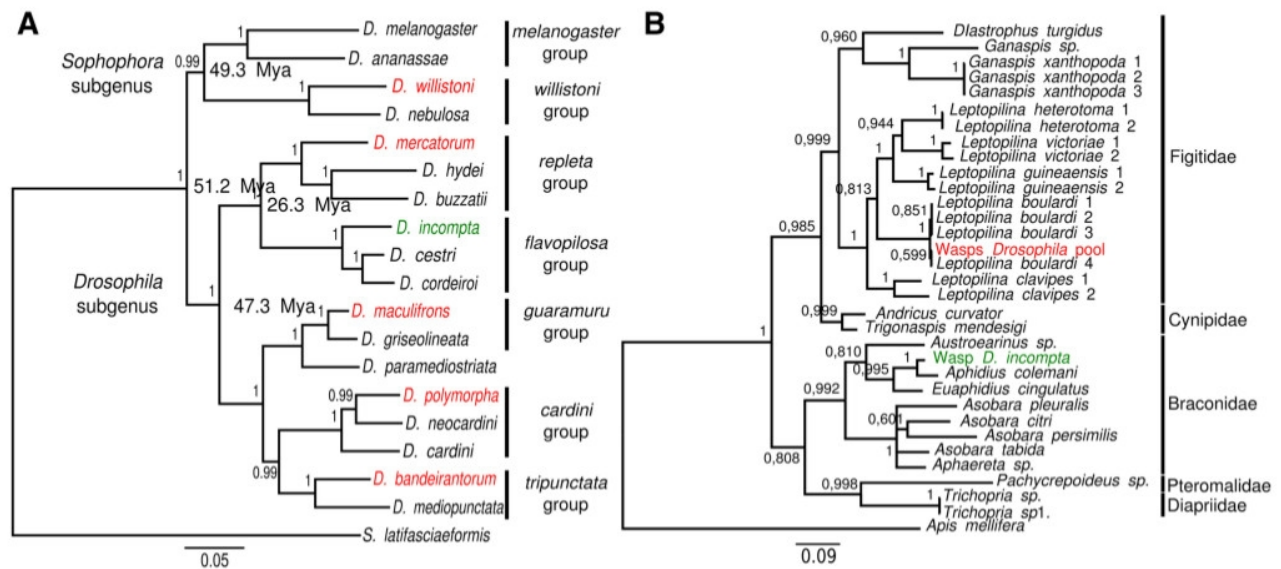 A
D. melanogaster
D. ananassae
D. willistoni
D. nebulosa
D. mercatorum
D. hydei
D. buzzatii
D. incompta
D. cestri
D. cordeiroi
D. maculifrons
D. griseolineata
D. paramediostriata
D. polymorpha
D. neocardini
D. cardini
D. bandeirantorum
D. mediopunctata
S. latifasciaeformis
melanogaster
group
willistoni
group
repleta
group
flavopilosa
group
guaramuru
group
cardini
group
tripunctata
group
Sophophora
subgenus
Drosophila
subgenus
49.3 Mya
51.2 Mya
26.3 Mya
47.3 Mya
1
0.99
1
1
1
1
1
1
1
1
1
1
1
0.99
1
0.99
1
0.05
B
DIastrophus turgidus
Ganaspis sp.
Ganaspis xanthopoda 1
Ganaspis xanthopoda 2
Ganaspis xanthopoda 3
Leptopilina heterotoma 1
Leptopilina heterotoma 2
Leptopilina victoriae 1
Leptopilina victoriae 2
Leptopilina guineaensis 1
Leptopilina guineaensis 2
Leptopilina boulardi 1
Leptopilina boulardi 2
Leptopilina boulardi 3
Wasps Drosophila pool
Leptopilina boulardi 4
Leptopilina clavipes 1
Leptopilina clavipes 2
Andricus curvator
Trigonaspis mendesigi
Austroearinus sp.
Wasp D. incompta
Aphidius colemani
Euaphidius cingulatus
Asobara pleuralis
Asobara citri
Asobara persimilis
Asobara tabida
Aphaereta sp.
Pachycrepoideus sp.
Trichopria sp.
Trichopria sp1.
Apis mellifera
Figitidae
Cynipidae
Braconidae
Pteromalidae
Diapriidae
0,960
1
1
0,999
0,944
1
1
1
1
0,813
0,851
1
0,599
0,985
1
1
0,999
1
0,810
1
0,995
0,992
0,601
1
0,808
0,998
1
0.09